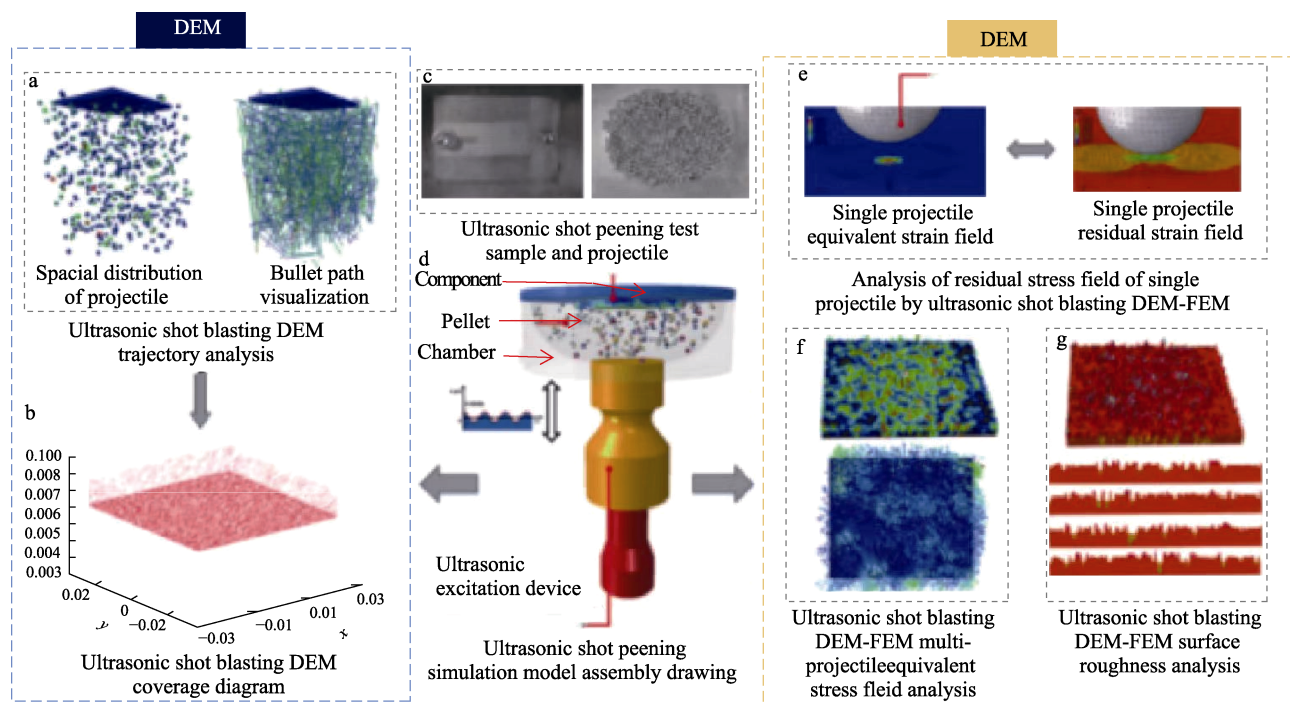 DEM
a
Spacial distribution
of projectile
Bullet path
visualization
Ultrasonic shot blasting DEM
trajectory analysis
b
0.100
0.008
0.007
0.006
0.005
0.004
0.003
0.02
0
−0.02
y
−0.03
−0.01
0.01
0.03
x
Ultrasonic shot blasting DEM
coverage diagram
c
Ultrasonic shot peening test
sample and projectile
d
Component
Pellet
Chamber
Ultrasonic
excitation device
Ultrasonic shot peening
simulation model assembly drawing
DEM
e
Single projectile
equivalent strain field
Single projectile
residual strain field
Analysis of residual stress field of single
projectile by ultrasonic shot blasting DEM-FEM
f
Ultrasonic shot blasting
DEM-FEM multi-
projectileequivalent
stress fleid analysis
g
Ultrasonic shot blasting
DEM-FEM surface
roughness analysis